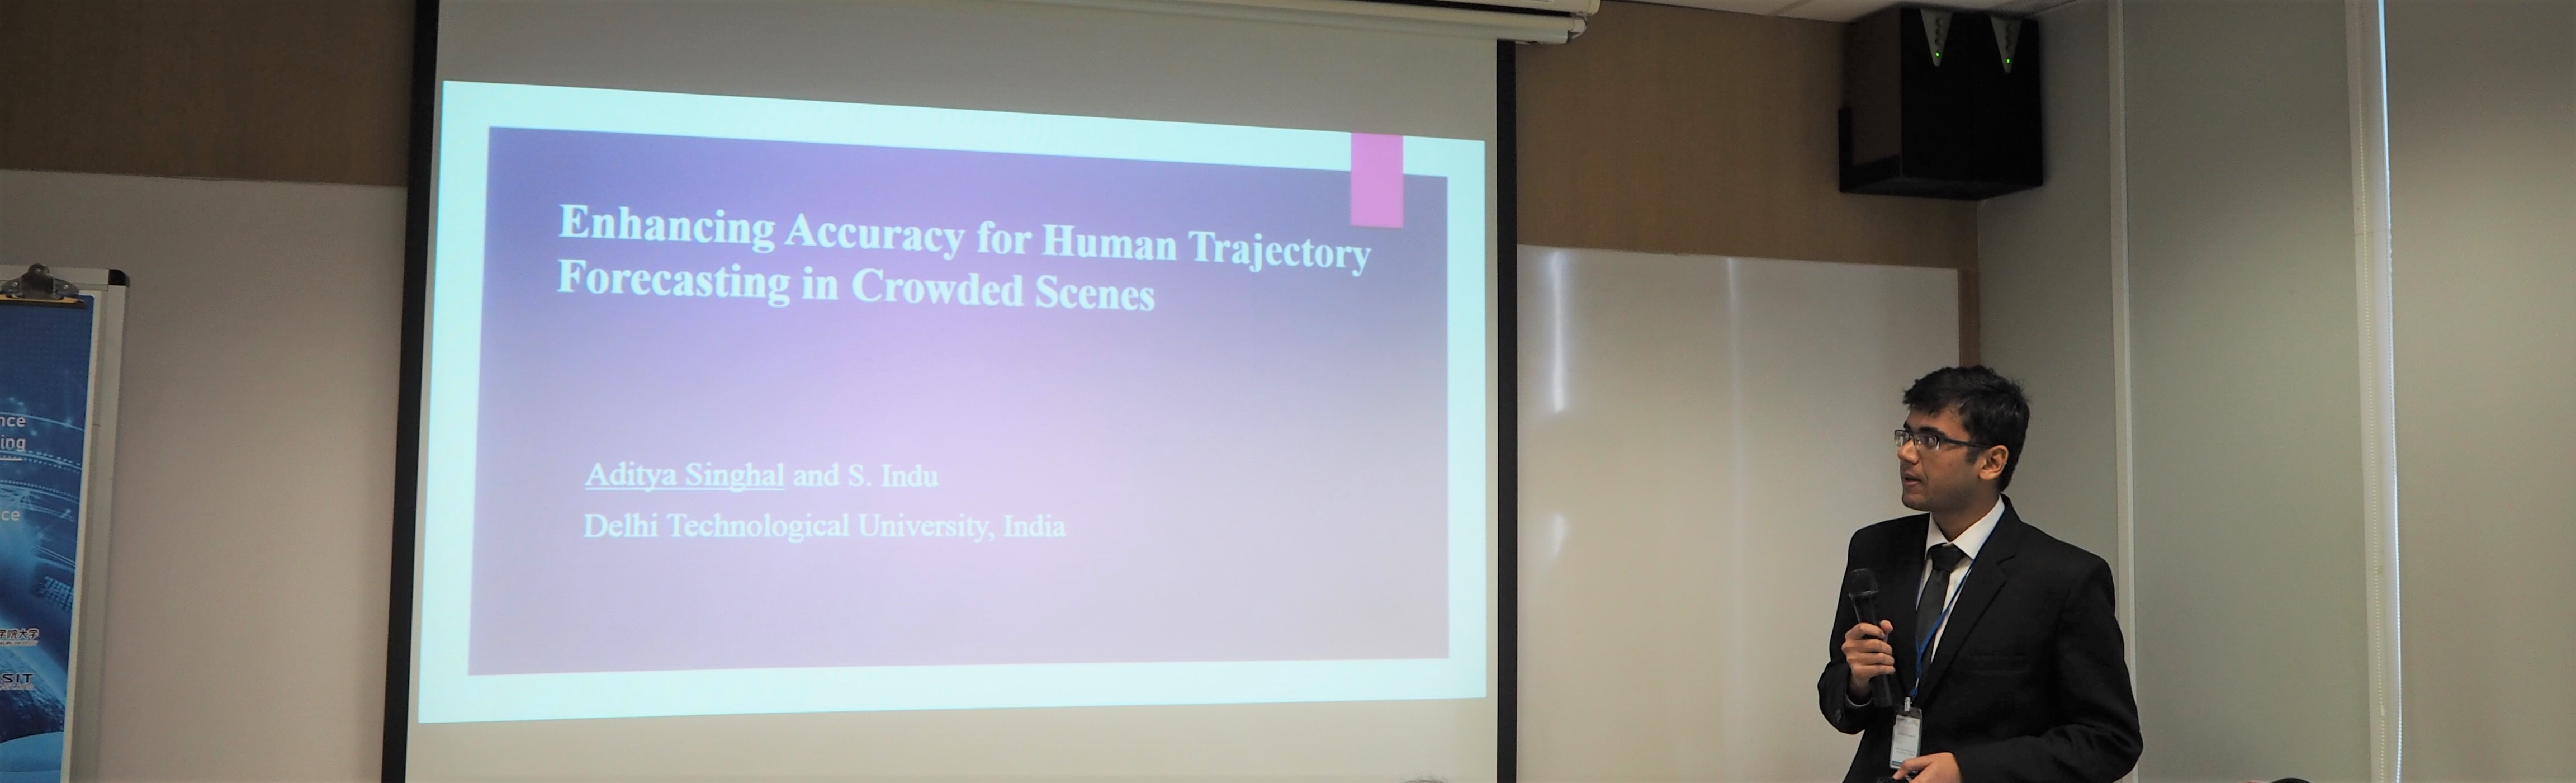 Enhancing Accuracy for Human Trajectory
Forecasting in Crowded Scenes
Aditya Singhal and S. Indu
Delhi Technological University, India
nce
ing
ce
学院大学
SIT